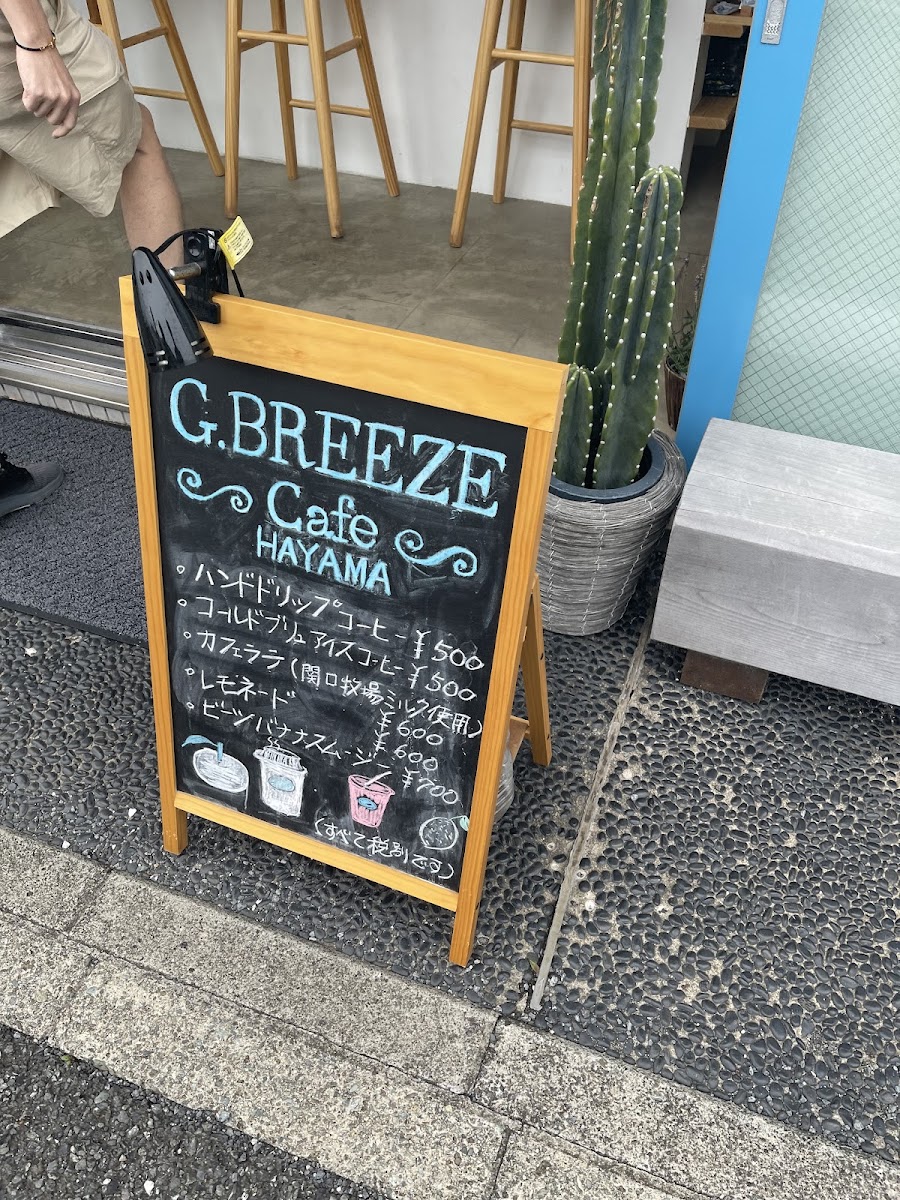 G.BREEZE
Cafe
HAYAMA
。ハンドドリップコーヒー ¥500
。コールドブリュアイスコーヒー ¥500
。カフェラテ(関口牧場ミルク使用)
¥600
。レモネード ¥600
。ビーツバナナスムージー ¥700
(すべて税別です)